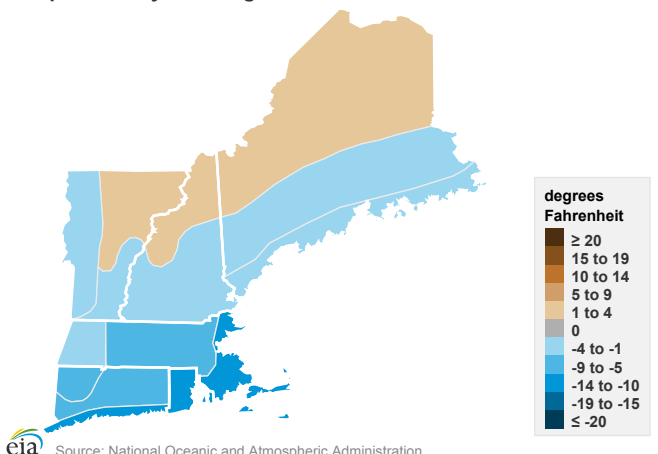 degrees
Fahrenheit
≥ 20
15 to 19
10 to 14
5 to 9
1 to 4
0
-4 to -1
-9 to -5
-14 to -10
-19 to -15
≤ -20
eia
Source: National Oceanic and Atmospheric Administration